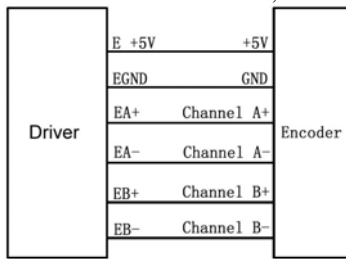 E +5V +5V
EGND GND
EA+ Channel A+
Driver Encoder
EA- Channel A-
EB+ Channel B+
EB- Channel B-